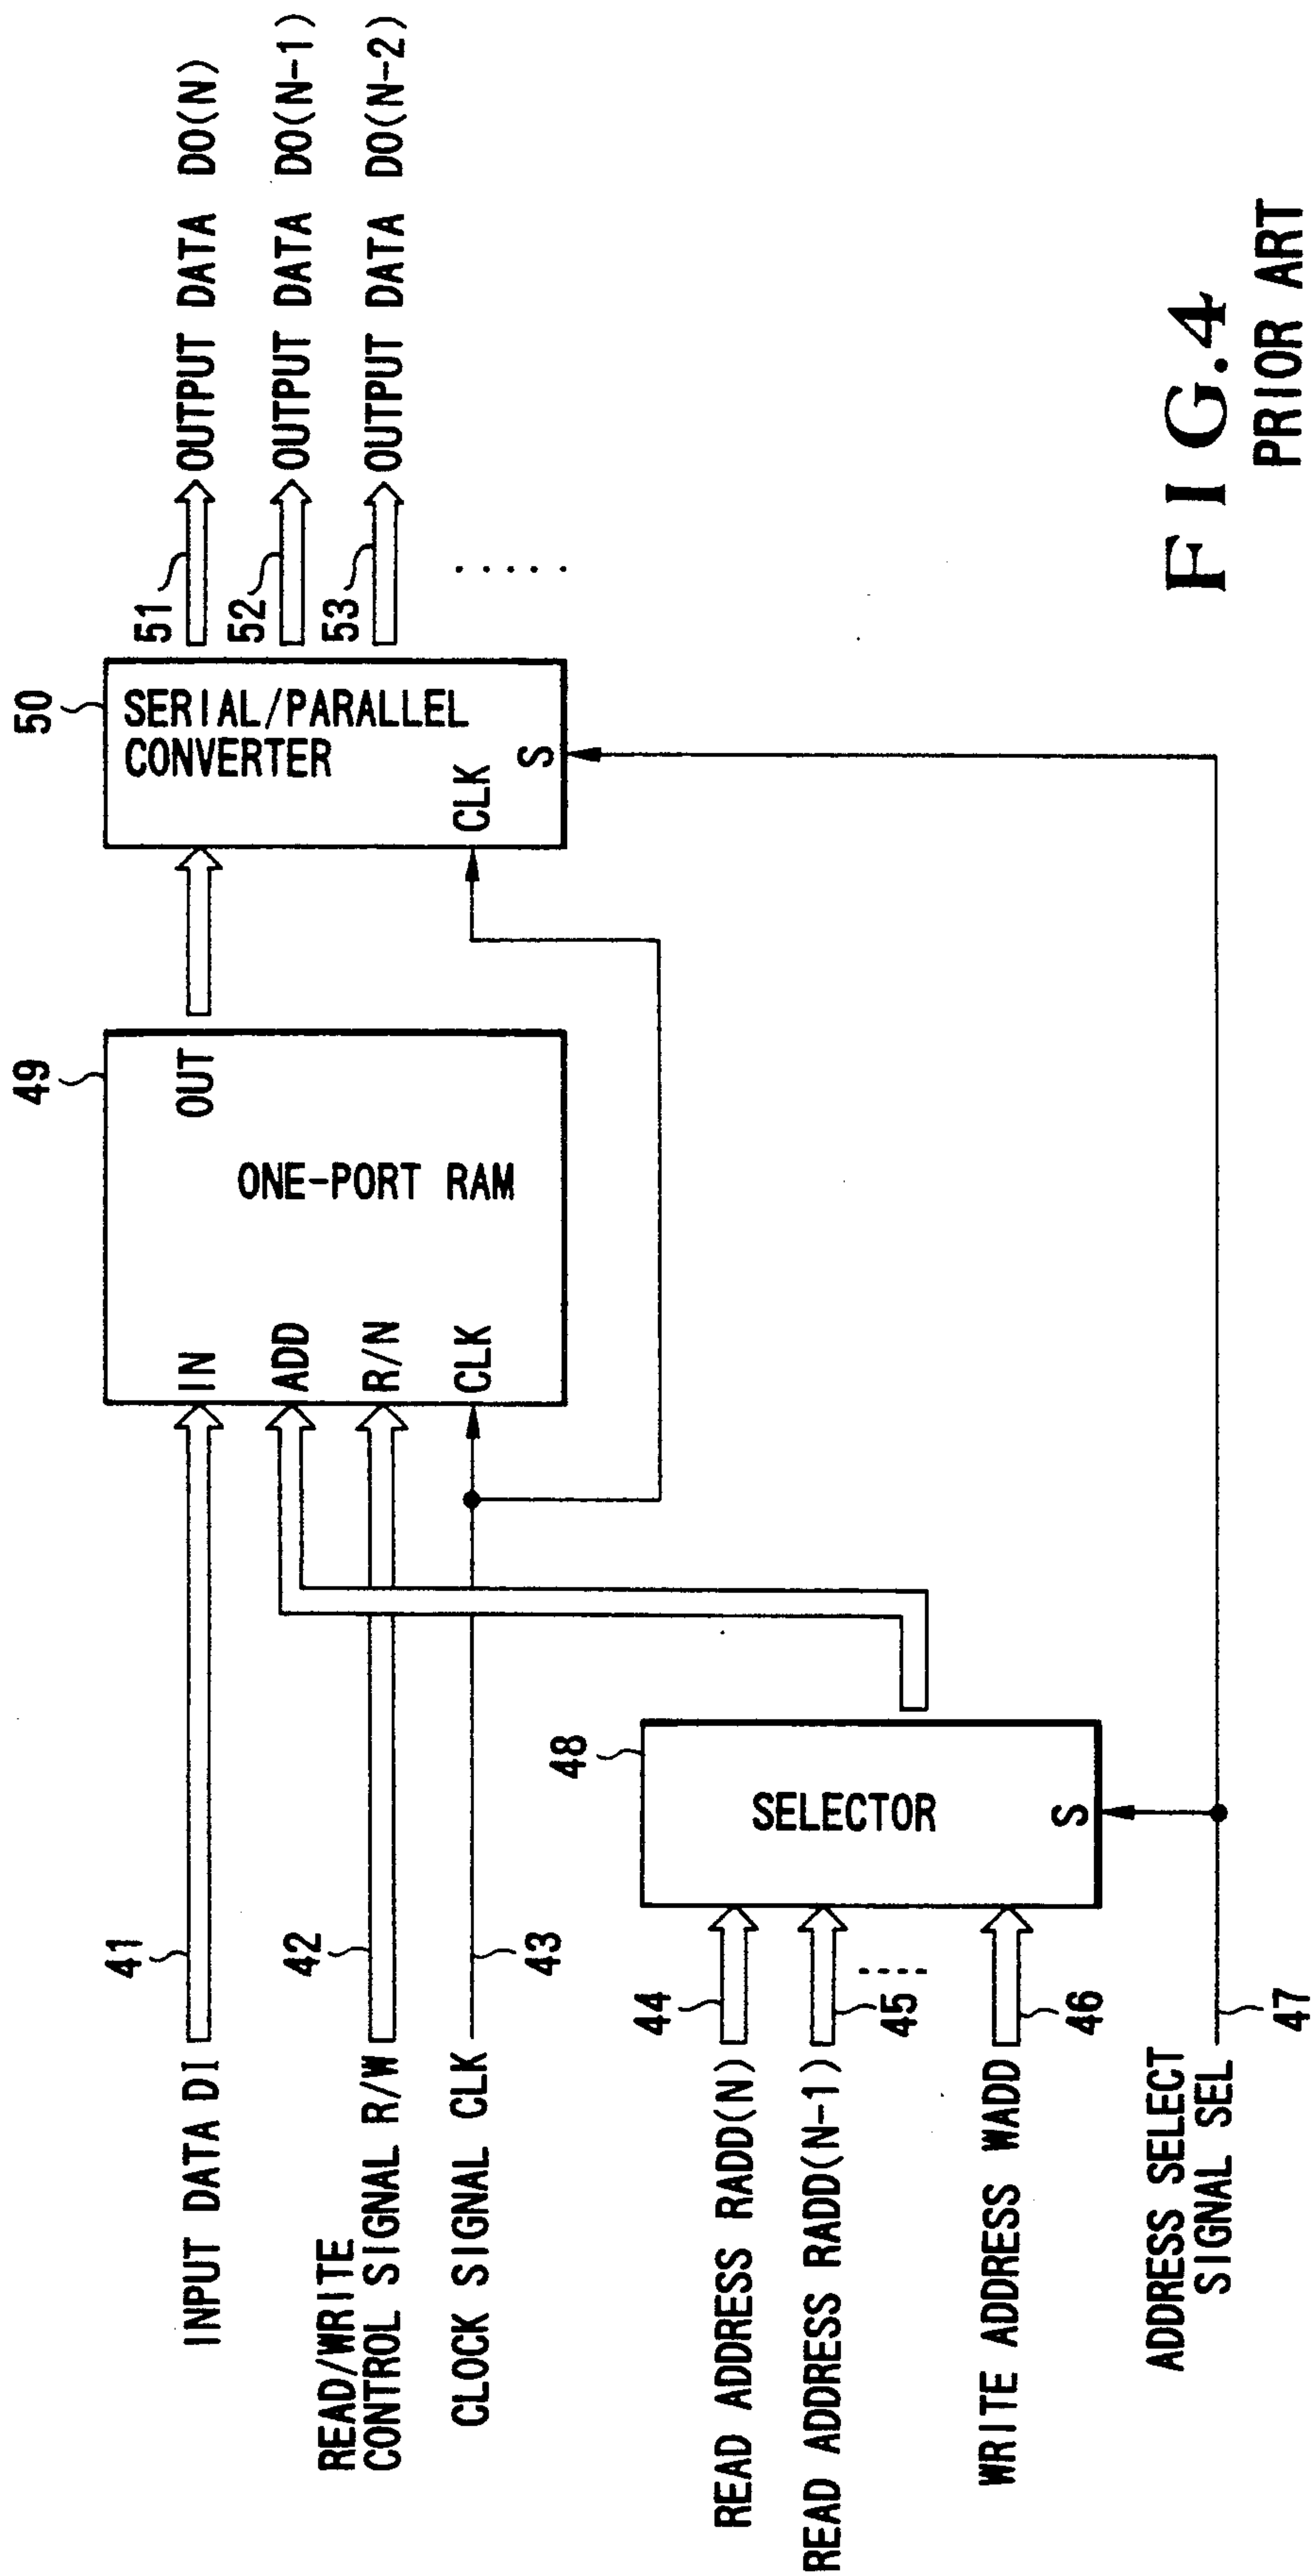 INPUT DATA DI
41
READ/WRITE
CONTROL SIGNAL R/W
42
CLOCK SIGNAL CLK
43
READ ADDRESS RADD(N)
44
READ ADDRESS RADD(N-1)
45
WRITE ADDRESS WADD
46
ADDRESS SELECT
SIGNAL SEL
47
48
SELECTOR
S
49
IN
OUT
ADD
ONE-PORT RAM
R/N
CLK
50
SERIAL/PARALLEL
CONVERTER
CLK
S
51
OUTPUT DATA DO(N)
52
OUTPUT DATA DO(N-1)
53
OUTPUT DATA DO(N-2)
FIG.4
PRIOR ART